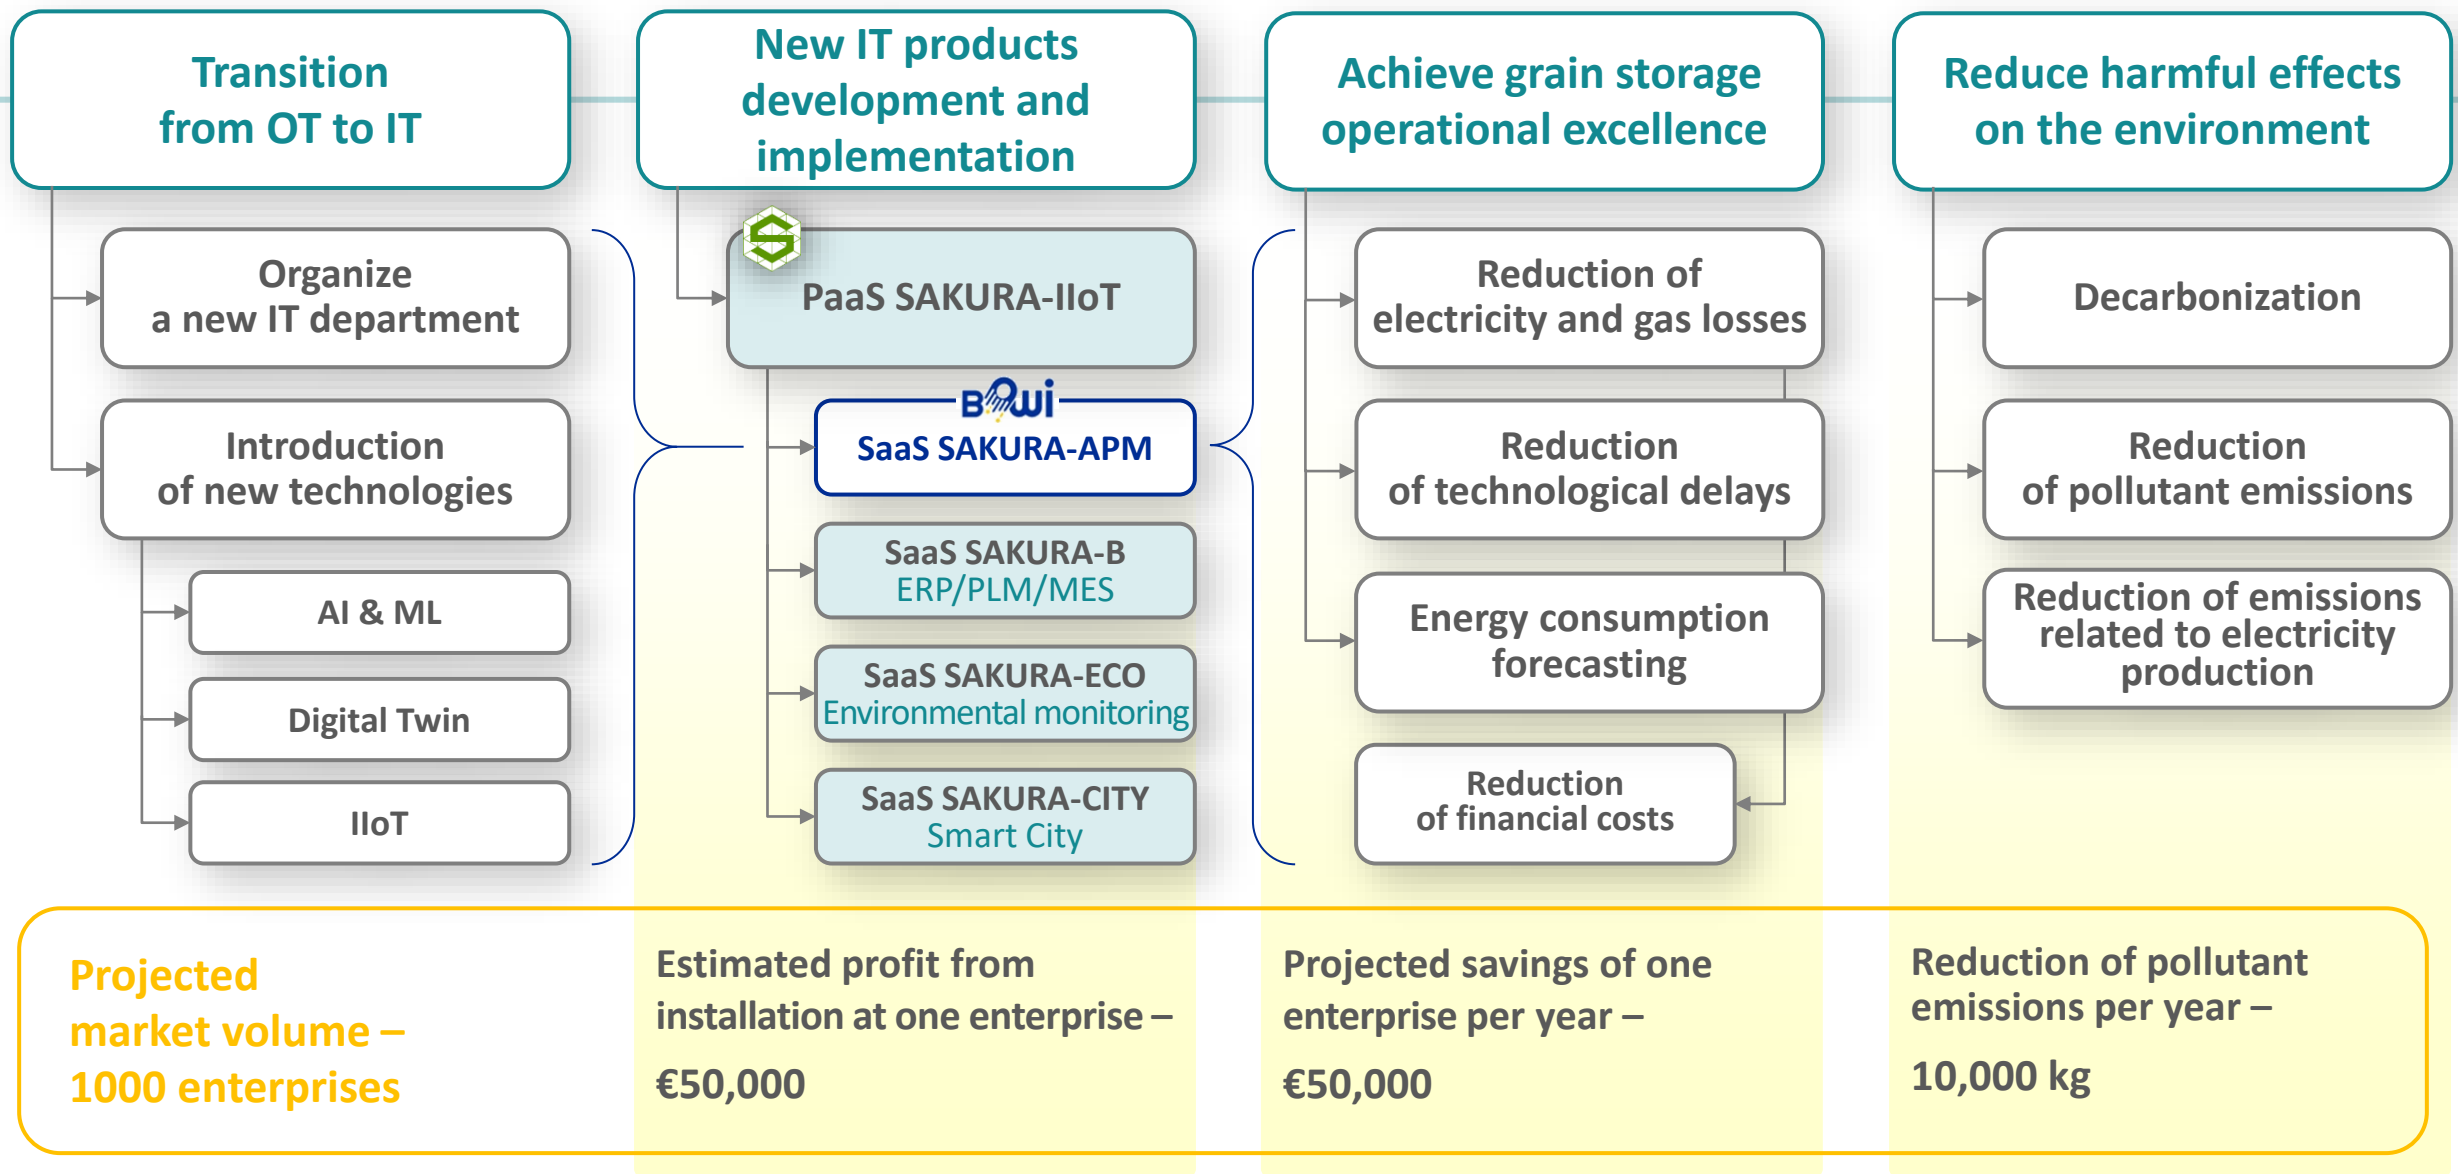 Transition
from OT to IT
Organize
a new IT department
Introduction
of new technologies
AI & ML
Digital Twin
IIoT
New IT products
development and
implementation
PaaS SAKURA-IIoT
BOWI
SaaS SAKURA-APM
SaaS SAKURA-B
ERP/PLM/MES
SaaS SAKURA-ECO
Environmental monitoring
SaaS SAKURA-CITY
Smart City
Achieve grain storage
operational excellence
Reduction of
electricity and gas losses
Reduction
of technological delays
Energy consumption
forecasting
Reduction
of financial costs
Reduce harmful effects
on the environment
Decarbonization
Reduction
of pollutant emissions
Reduction of emissions
related to electricity
production
Projected
market volume –
1000 enterprises
Estimated profit from
installation at one enterprise –
€50,000
Projected savings of one
enterprise per year –
€50,000
Reduction of pollutant
emissions per year –
10,000 kg